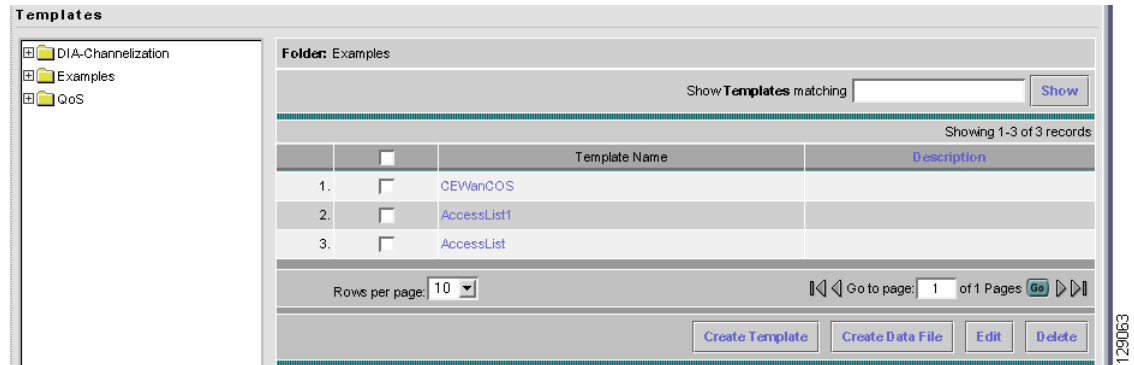 Templates
DIA-Channelization
Examples
QoS
Folder: Examples
Show Templates matching
Show
Showing 1-3 of 3 records
Template Name Description
1. CEWanCOS
2. AccessList1
3. AccessList
Rows per page: 10
Go to page: 1 of 1 Pages Go
Create Template Create Data File Edit Delete
129063